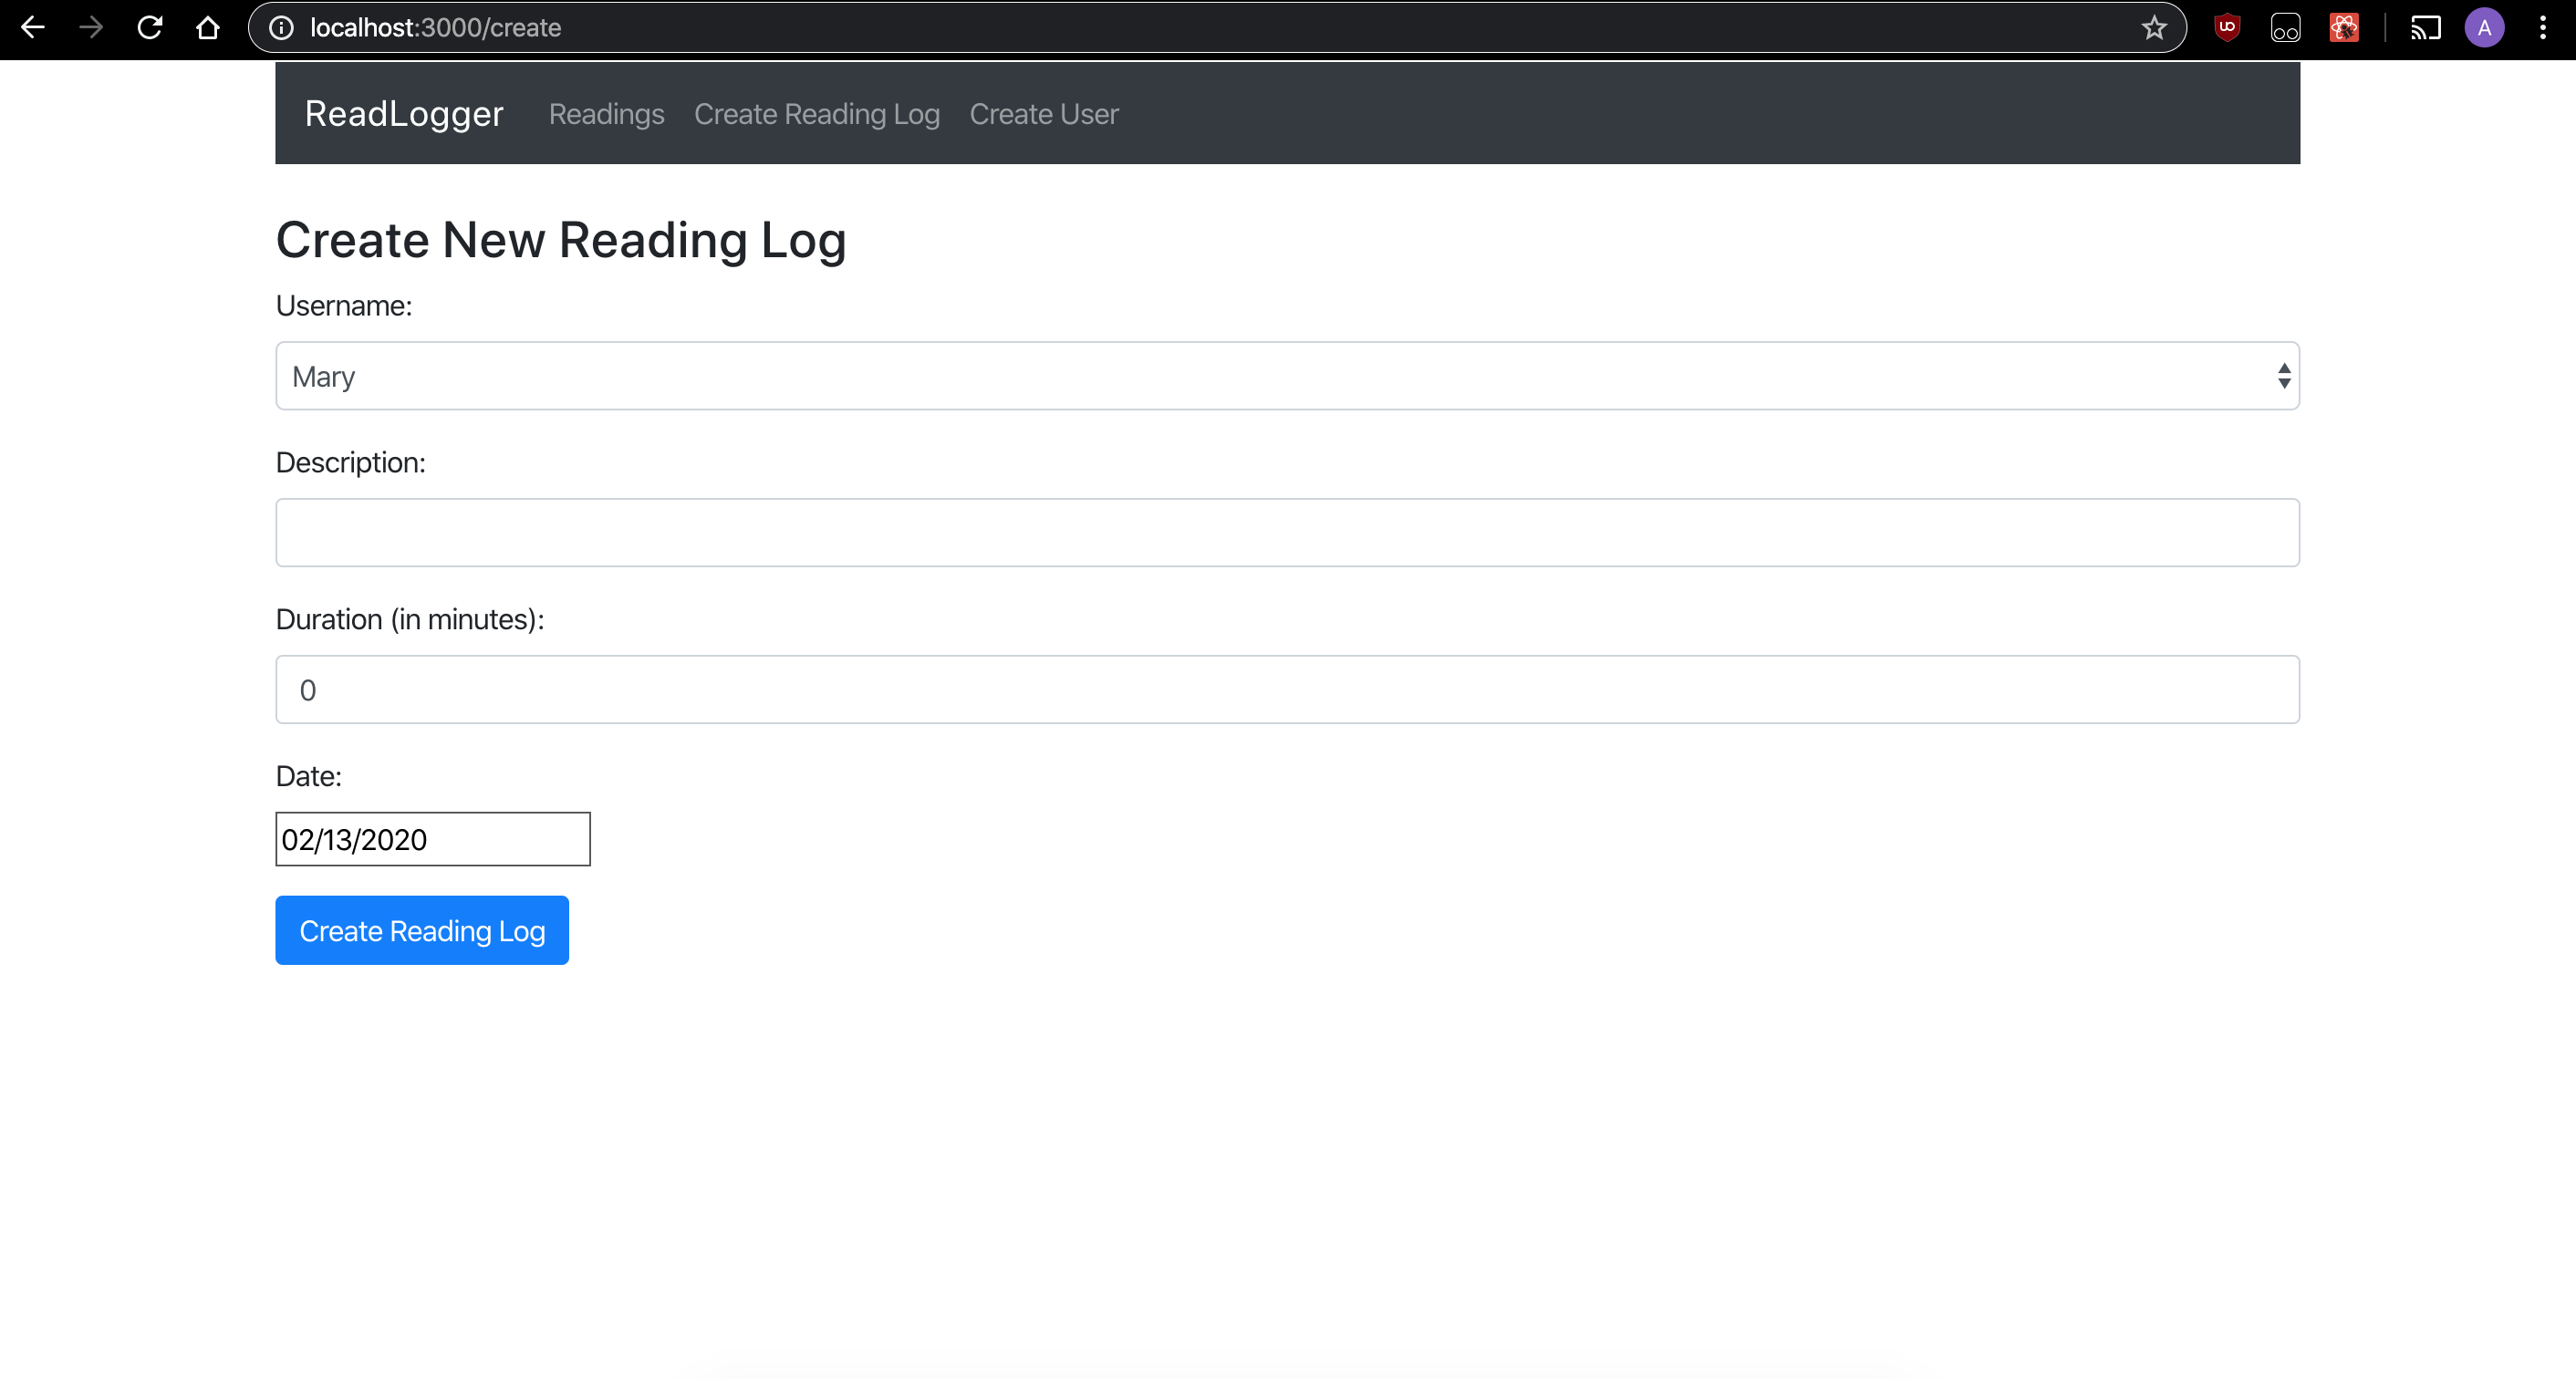 localhost:3000/create
A
ReadLogger Readings Create Reading Log Create User
Create New Reading Log
Username:
Mary
Description:
Duration (in minutes):
0
Date:
02/13/2020
Create Reading Log